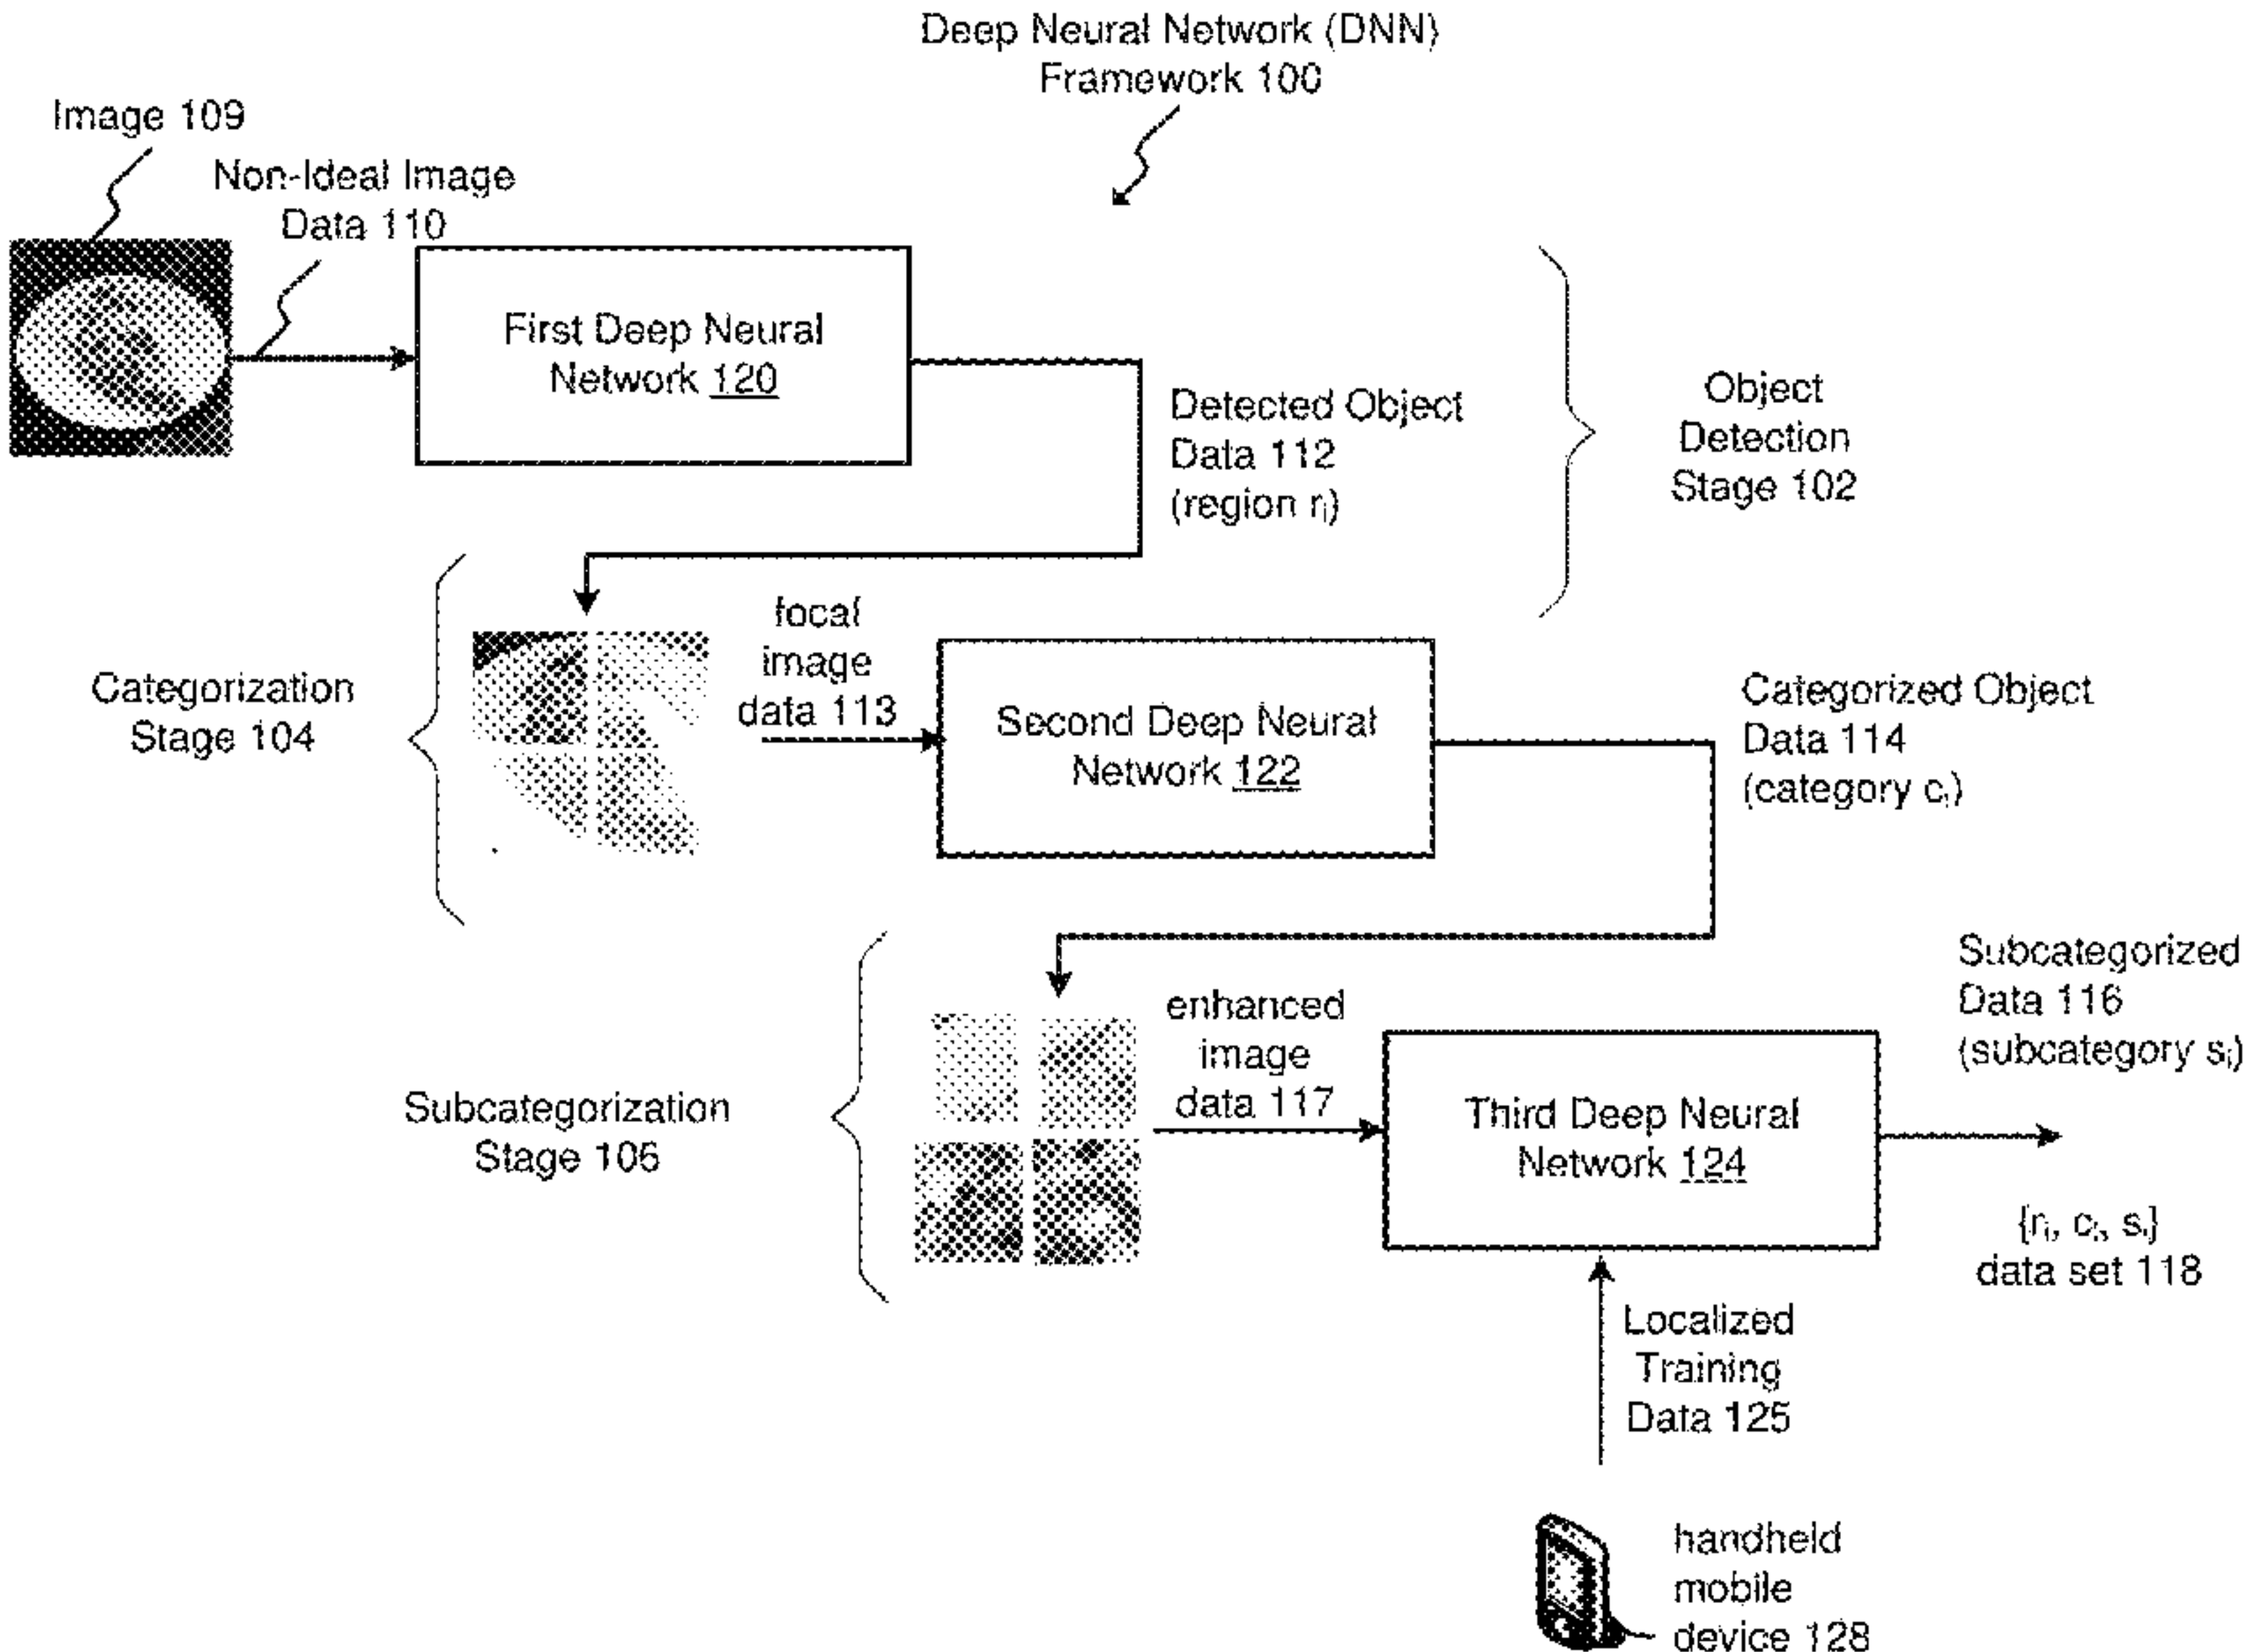 Deep Neural Network (DNN)
Framework 100
Image 109
Non-Ideal Image
Data 110
First Deep Neural
Network 120
Detected Object
Data 112
(region rᵢ)
Object
Detection
Stage 102
Categorization
Stage 104
focal
image
data 113
Second Deep Neural
Network 122
Categorized Object
Data 114
(category cᵢ)
Subcategorization
Stage 106
enhanced
image
data 117
Third Deep Neural
Network 124
Subcategorized
Data 116
(subcategory sᵢ)
{rᵢ, cᵢ, sᵢ}
data set 118
Localized
Training
Data 125
handheld
mobile
device 128